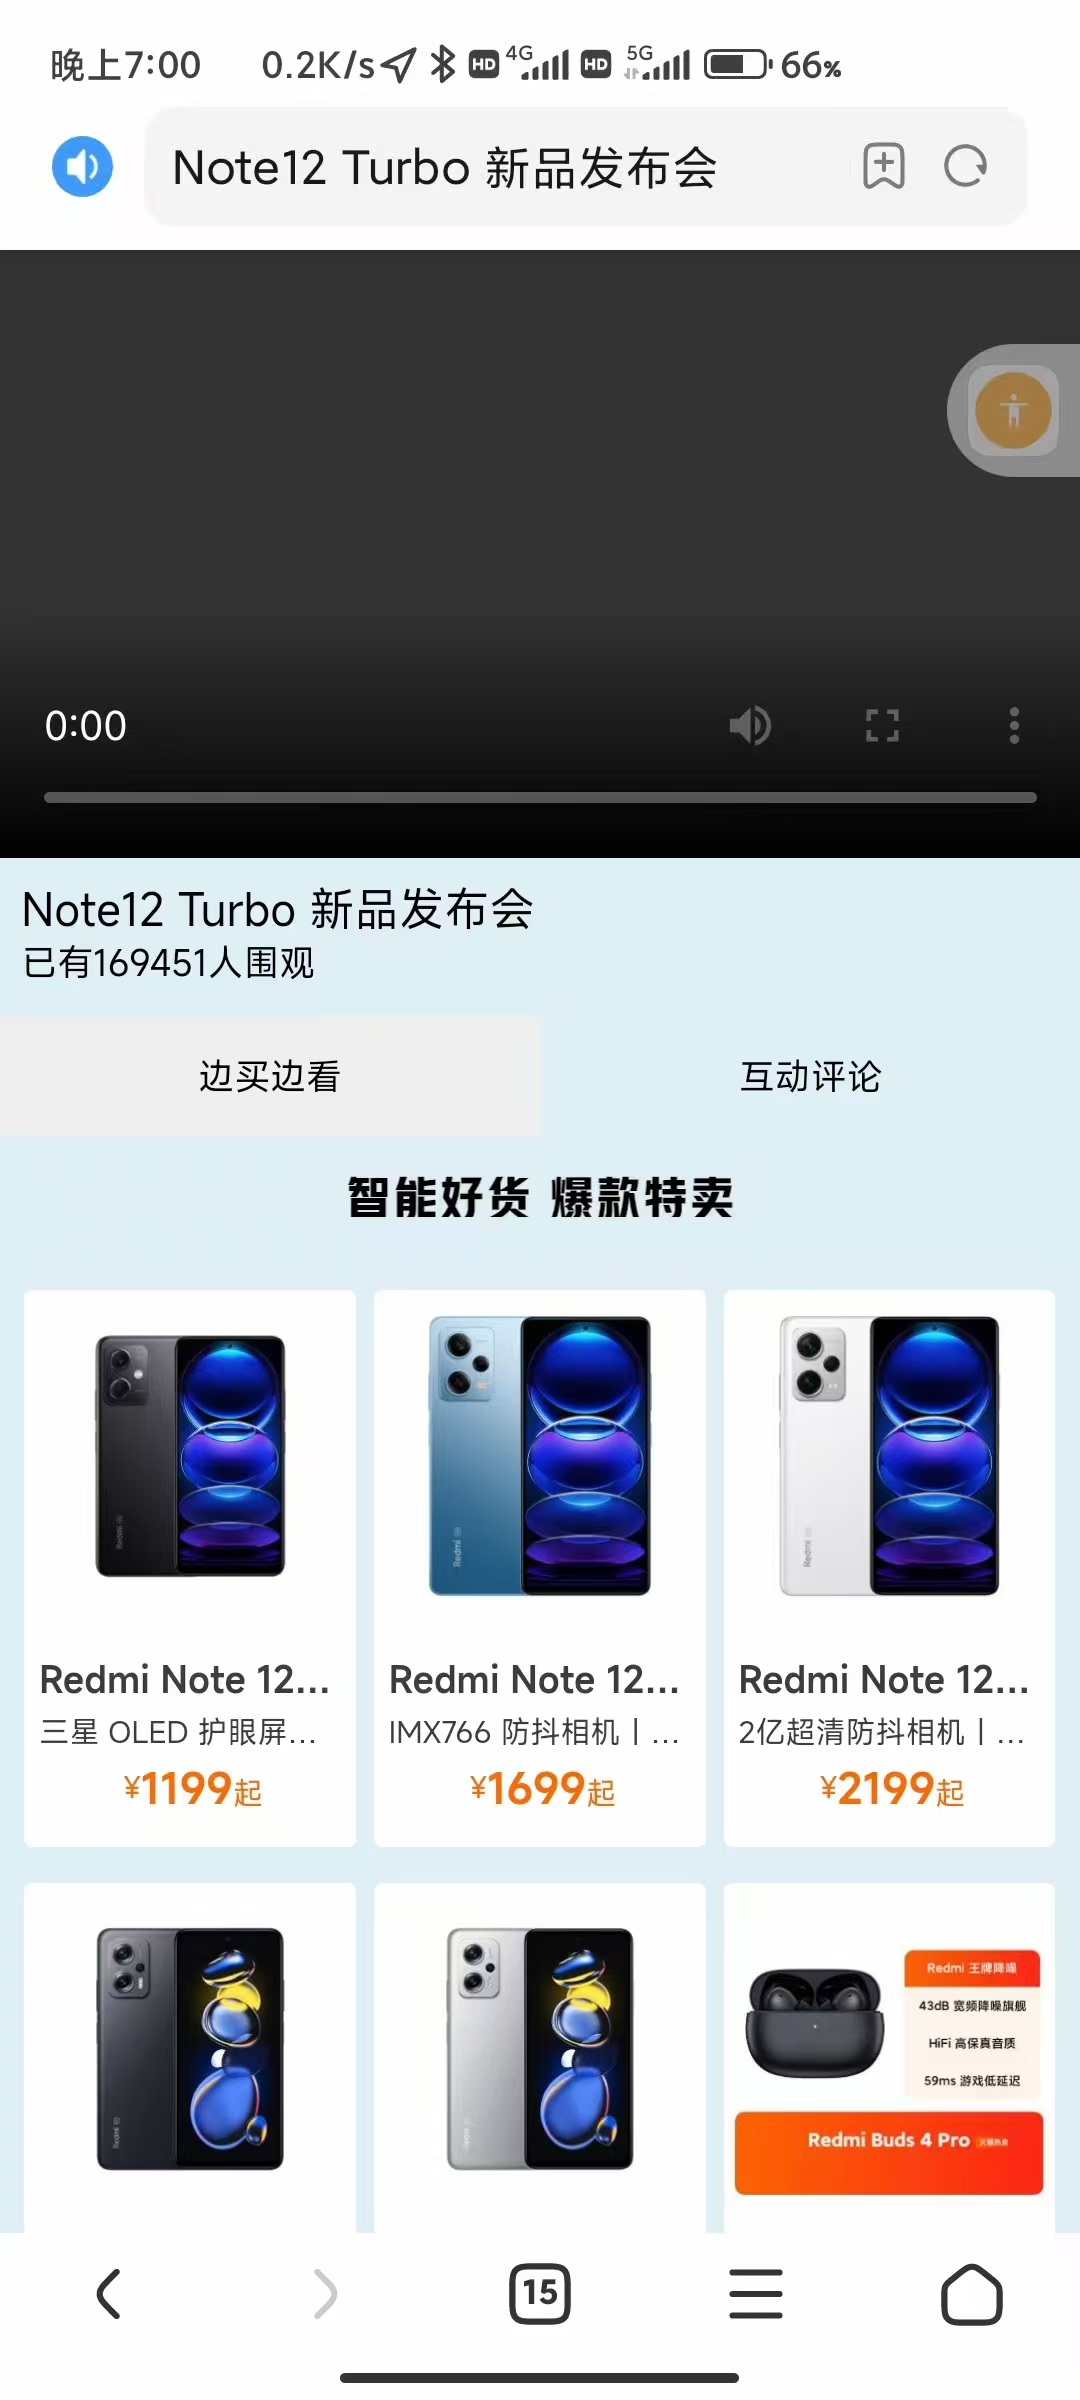 晚上7:00 0.2K/s HD 4G HD 5G 66%
Note12 Turbo 新品发布会
0:00
Note12 Turbo 新品发布会
已有169451人围观
边买边看 互动评论
智能好货 爆款特卖
Redmi Note 12... Redmi Note 12... Redmi Note 12...
三星 OLED 护眼屏... IMX766 防抖相机丨... 2亿超清防抖相机丨...
¥1199起 ¥1699起 ¥2199起
Redmi 王牌降噪
43dB 宽频降噪旗舰
HiFi 高保真音质
59ms 游戏低延迟
Redmi Buds 4 Pro
15